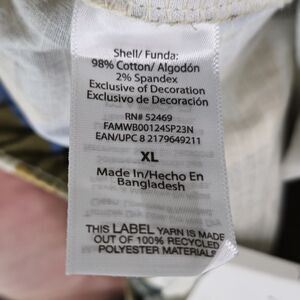 Shell/ Funda:
98% Cotton/ Algodón
2% Spandex
Exclusive of Decoration
Exclusivo de Decoración
RN# 52469
FAMWB00124SP23N
EAN/UPC 8 2179649211
XL
Made In/Hecho En
Bangladesh
THIS LABEL YARN IS MADE
OUT OF 100% RECYCLED
POLYESTER MATERIALS